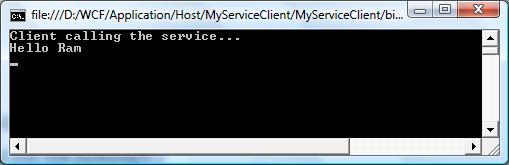 file:///D:/WCF/Application/Host/MyServiceClient/MyServiceClient/bi...
Client calling the service...
Hello Ram